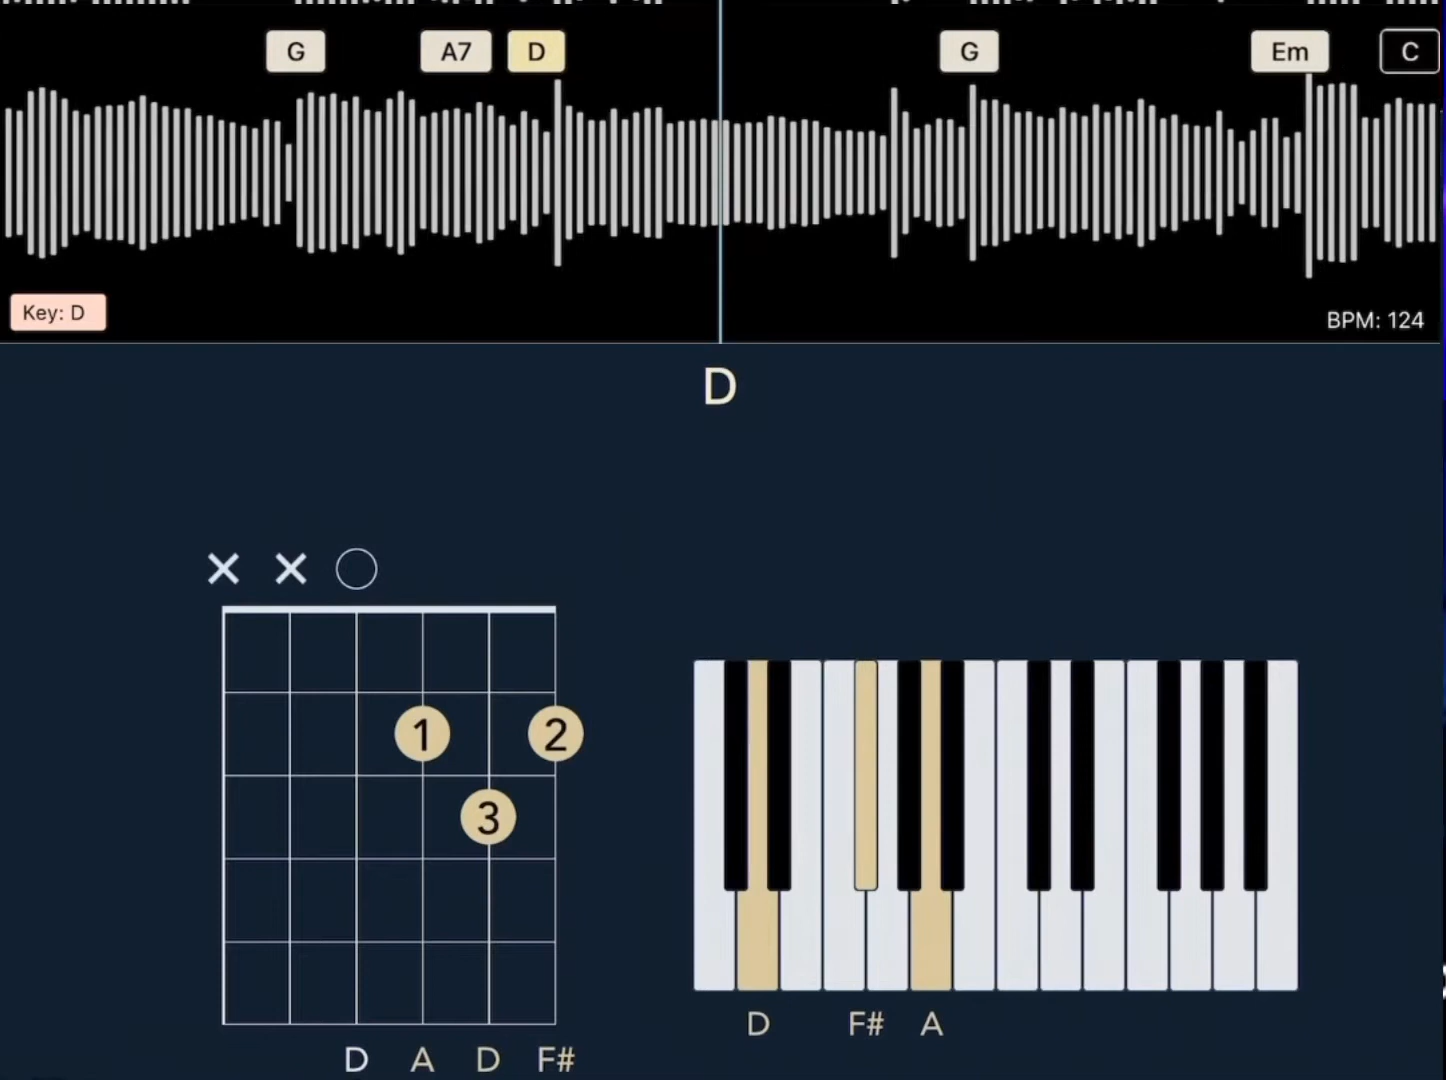 G A7 D G Em C
Key: D
BPM: 124
D
1 2
3
D F# A
D A D F#